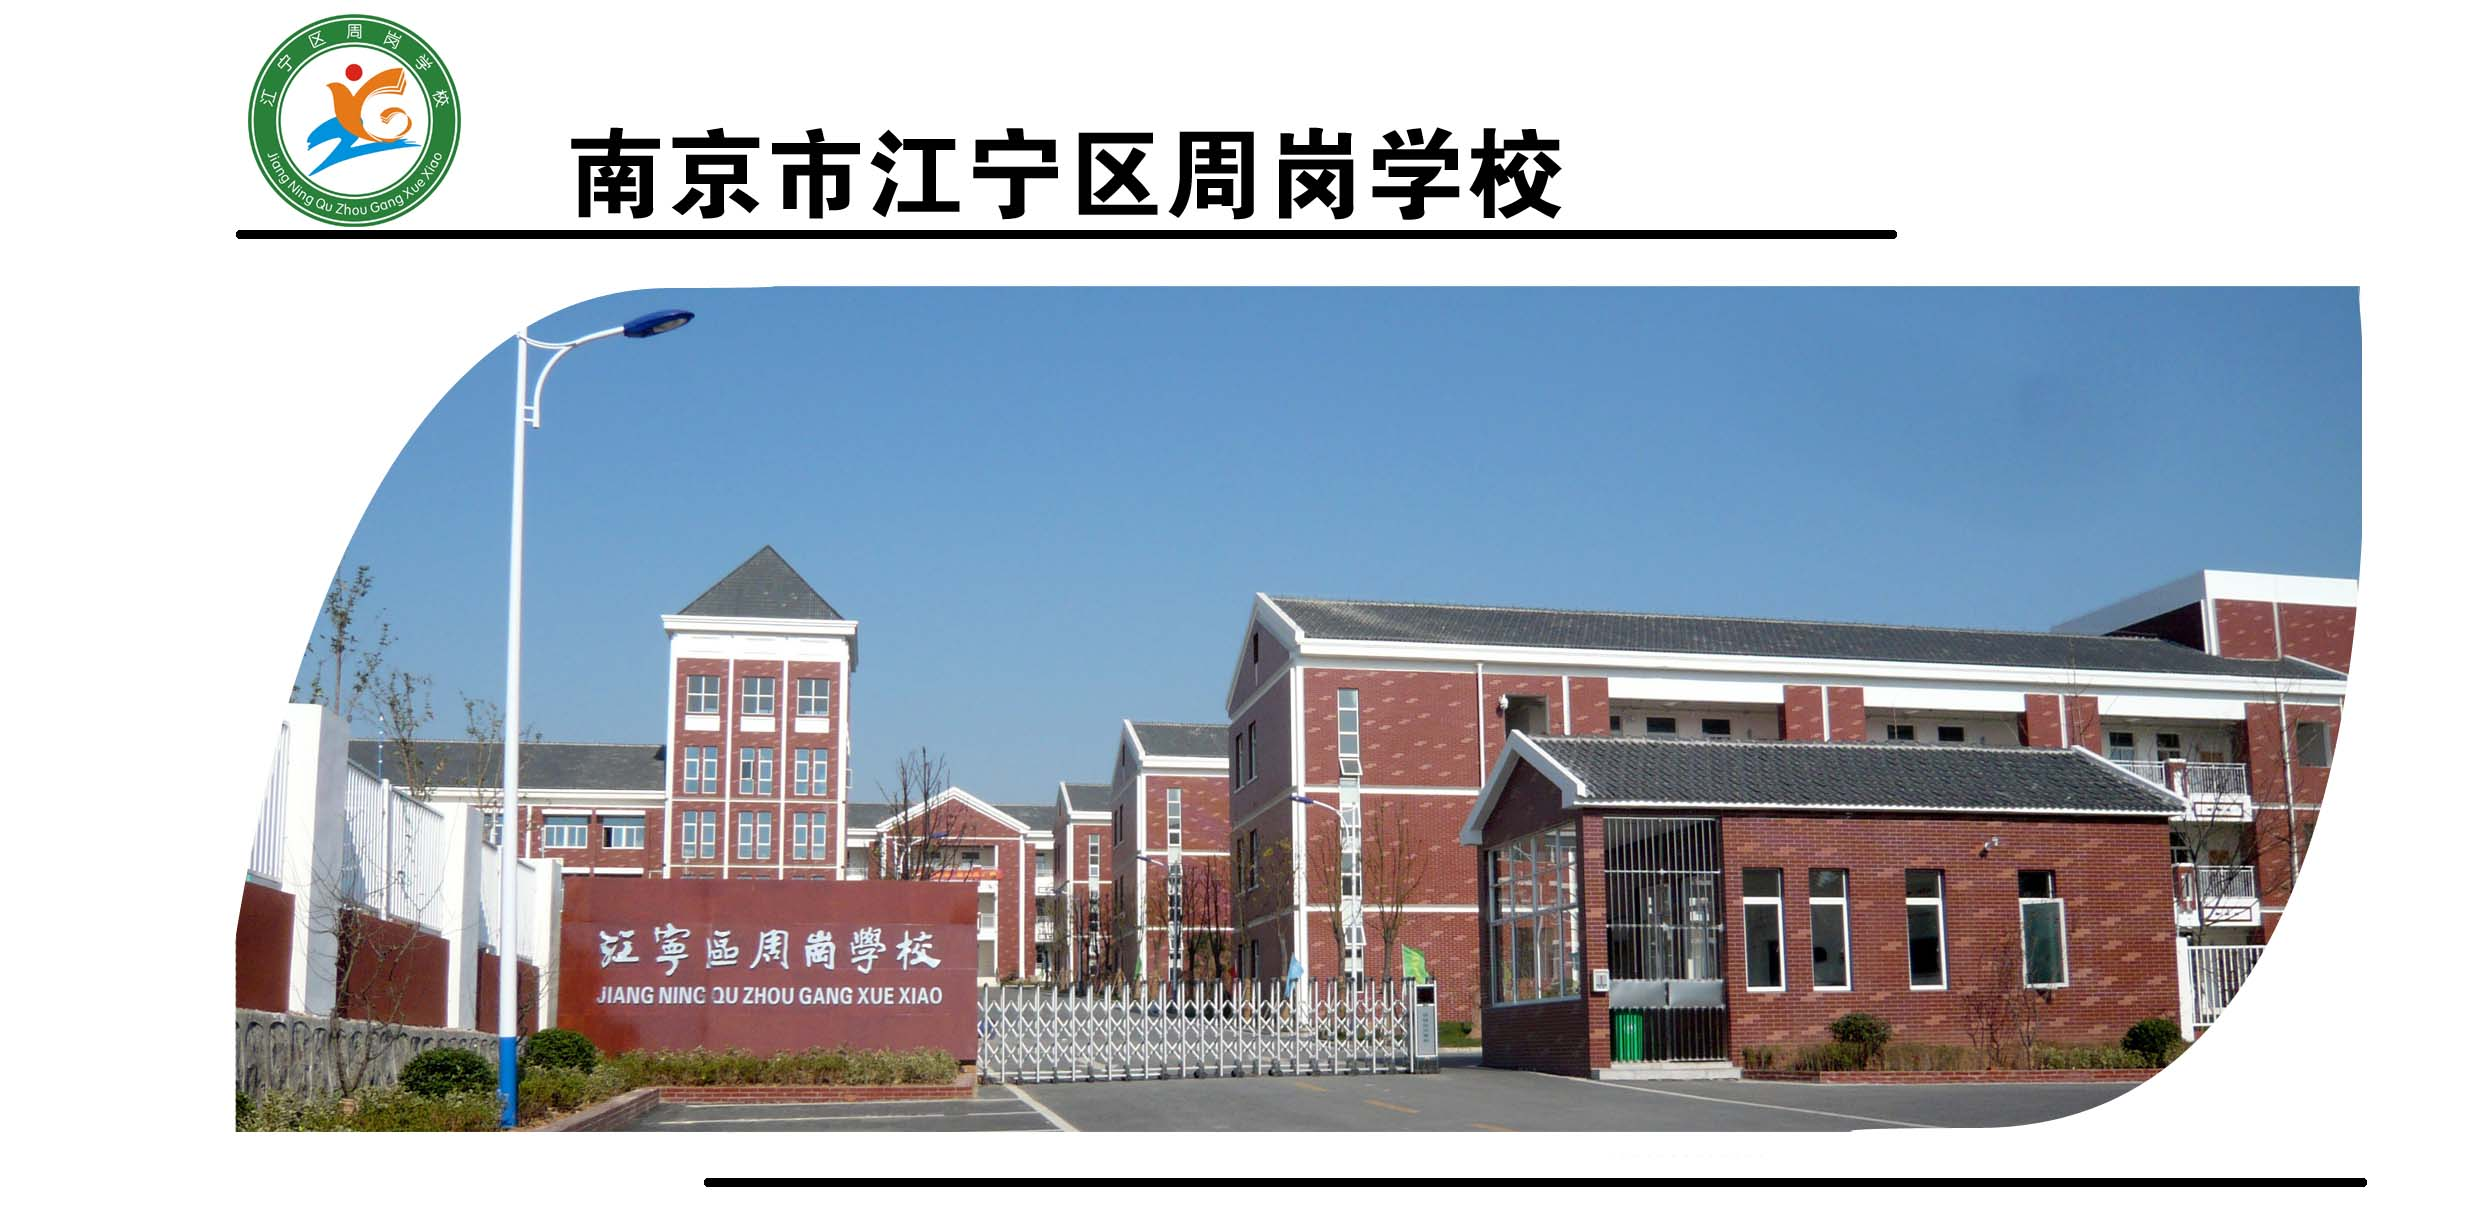 江宁区周岗学校
Jiang Ning Qu Zhou Gang Xue Xiao
南京市江宁区周岗学校
江寧區周崗學校
JIANG NING QU ZHOU GANG XUE XIAO